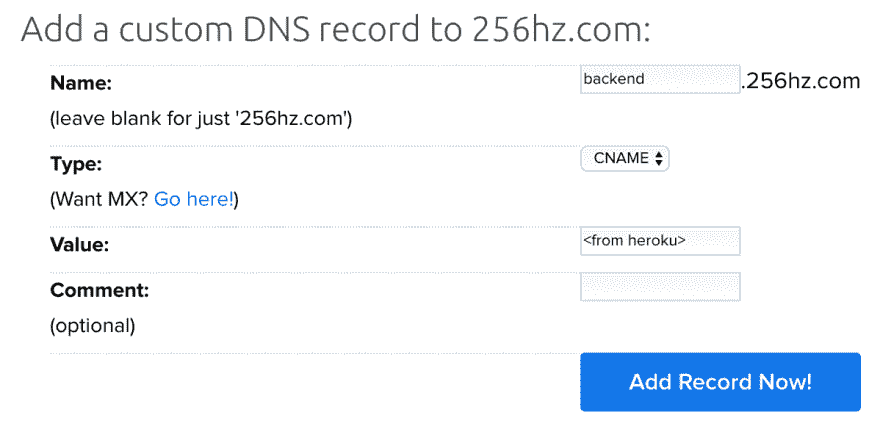 Add a custom DNS record to 256hz.com:
Name:
backend .256hz.com
(leave blank for just '256hz.com')
Type:
CNAME
(Want MX? Go here!)
Value:
<from heroku>
Comment:
(optional)
Add Record Now!